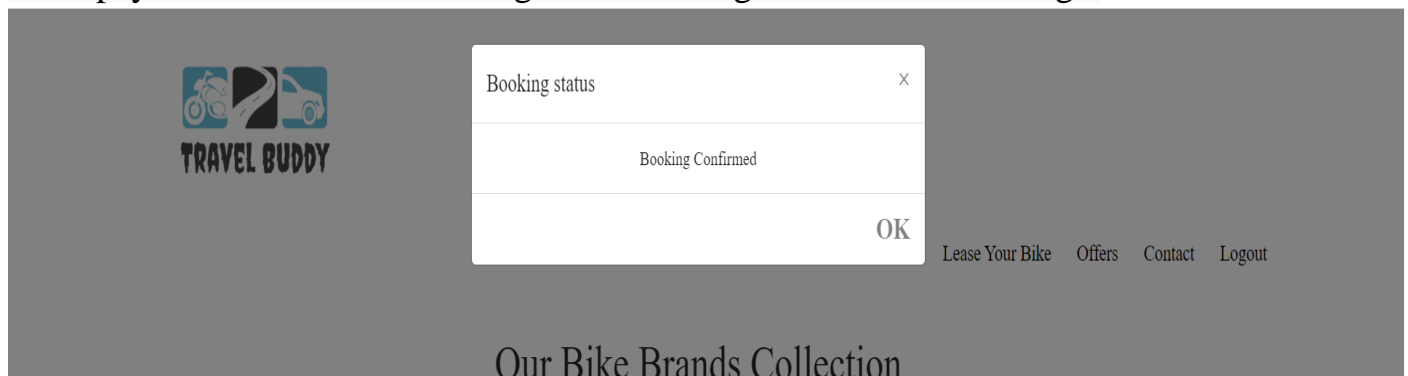 TRAVEL BUDDY
Booking status x
Booking Confirmed
OK
Lease Your Bike Offers Contact Logout
Our Bike Brands Collection